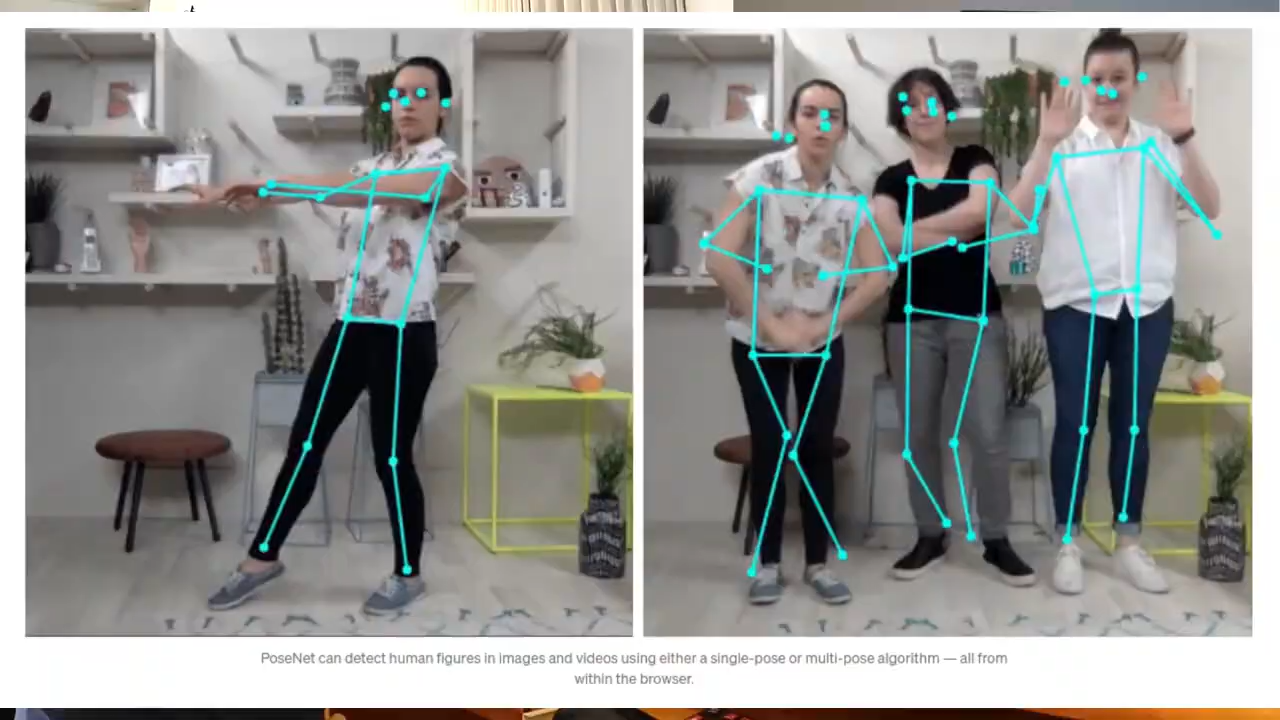 PoseNet can detect human figures in images and videos using either a single-pose or multi-pose algorithm — all from
within the browser.